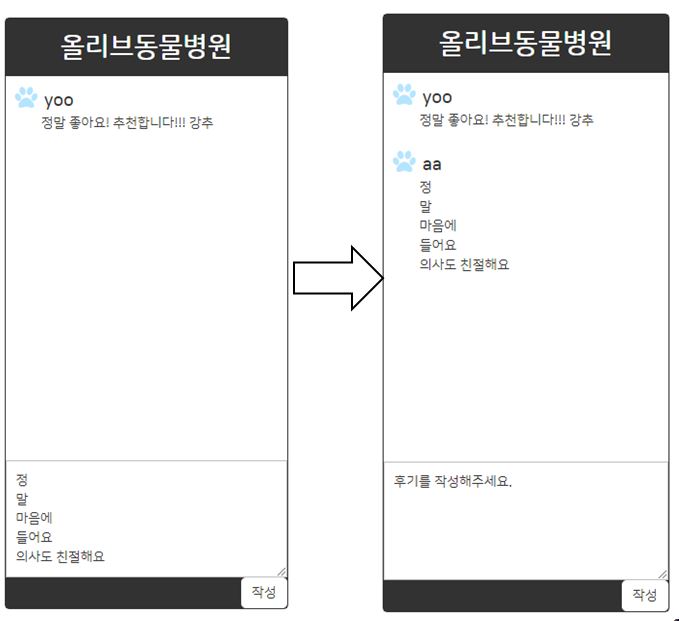 올리브동물병원
yoo
정말 좋아요! 추천합니다!!! 강추
정
말
마음에
들어요
의사도 친절해요
작성
올리브동물병원
yoo
정말 좋아요! 추천합니다!!! 강추
aa
정
말
마음에
들어요
의사도 친절해요
후기를 작성해주세요.
작성